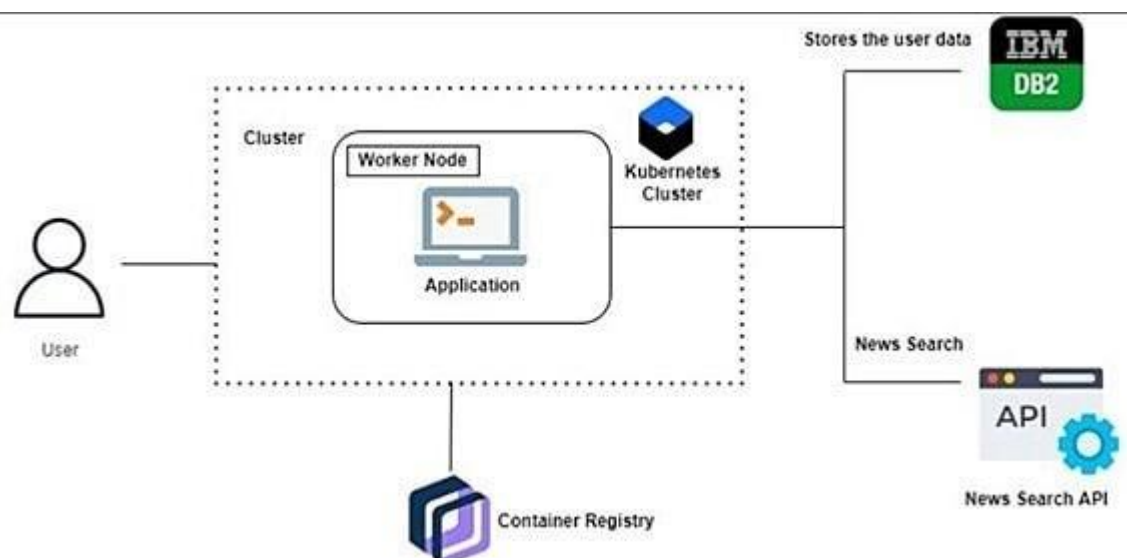 Stores the user data
IBM
DB2
Cluster
Worker Node
Kubernetes
Cluster
Application
User
News Search
API
News Search API
Container Registry